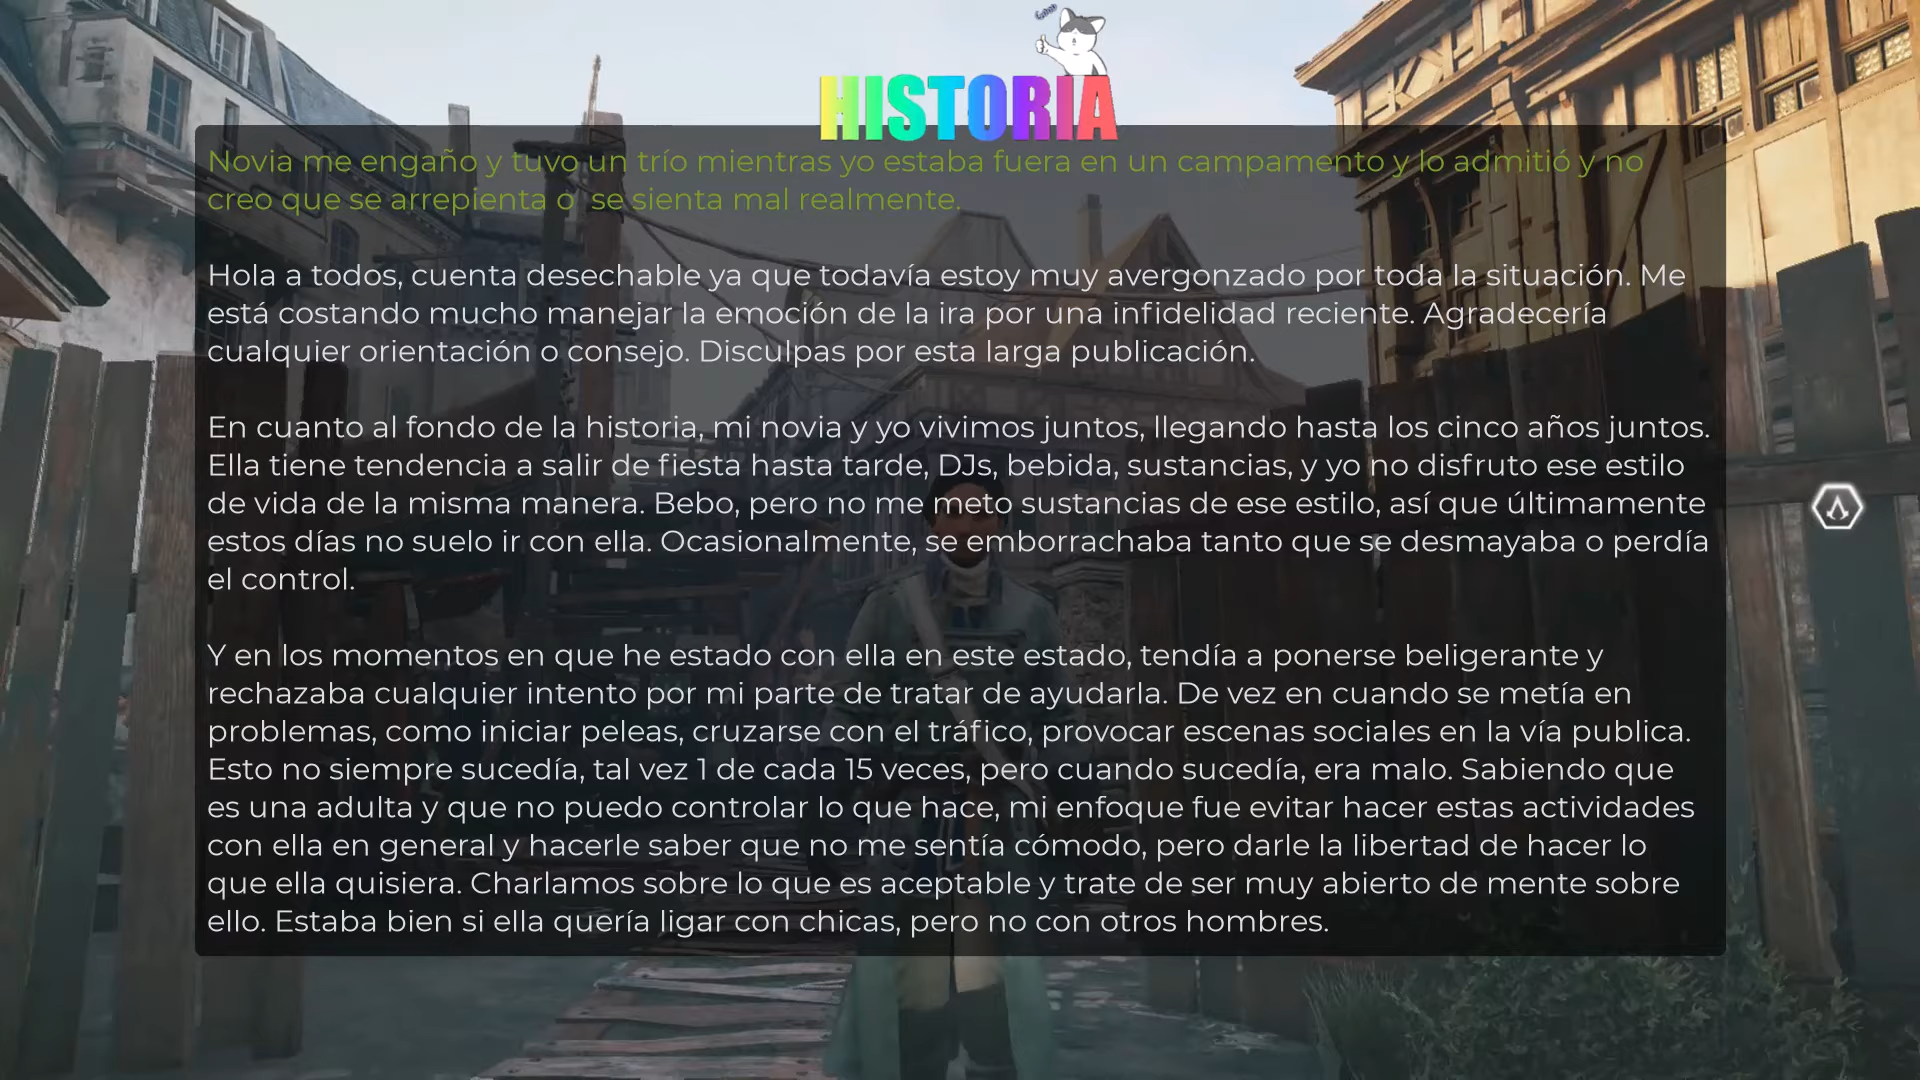 HISTORIA
Novia me engaño y tuvo un trío mientras yo estaba fuera en un campamento y lo admitió y no
creo que se arrepienta o se sienta mal realmente.
Hola a todos, cuenta desechable ya que todavía estoy muy avergonzado por toda la situación. Me
está costando mucho manejar la emoción de la ira por una infidelidad reciente. Agradecería
cualquier orientación o consejo. Disculpas por esta larga publicación.
En cuanto al fondo de la historia, mi novia y yo vivimos juntos, llegando hasta los cinco años juntos.
Ella tiene tendencia a salir de fiesta hasta tarde, DJs, bebida, sustancias, y yo no disfruto ese estilo
de vida de la misma manera. Bebo, pero no me meto sustancias de ese estilo, así que últimamente
estos días no suelo ir con ella. Ocasionalmente, se emborrachaba tanto que se desmayaba o perdía
el control.
Y en los momentos en que he estado con ella en este estado, tendía a ponerse beligerante y
rechazaba cualquier intento por mi parte de tratar de ayudarla. De vez en cuando se metía en
problemas, como iniciar peleas, cruzarse con el tráfico, provocar escenas sociales en la vía publica.
Esto no siempre sucedía, tal vez 1 de cada 15 veces, pero cuando sucedía, era malo. Sabiendo que
es una adulta y que no puedo controlar lo que hace, mi enfoque fue evitar hacer estas actividades
con ella en general y hacerle saber que no me sentía cómodo, pero darle la libertad de hacer lo
que ella quisiera. Charlamos sobre lo que es aceptable y trate de ser muy abierto de mente sobre
ello. Estaba bien si ella quería ligar con chicas, pero no con otros hombres.